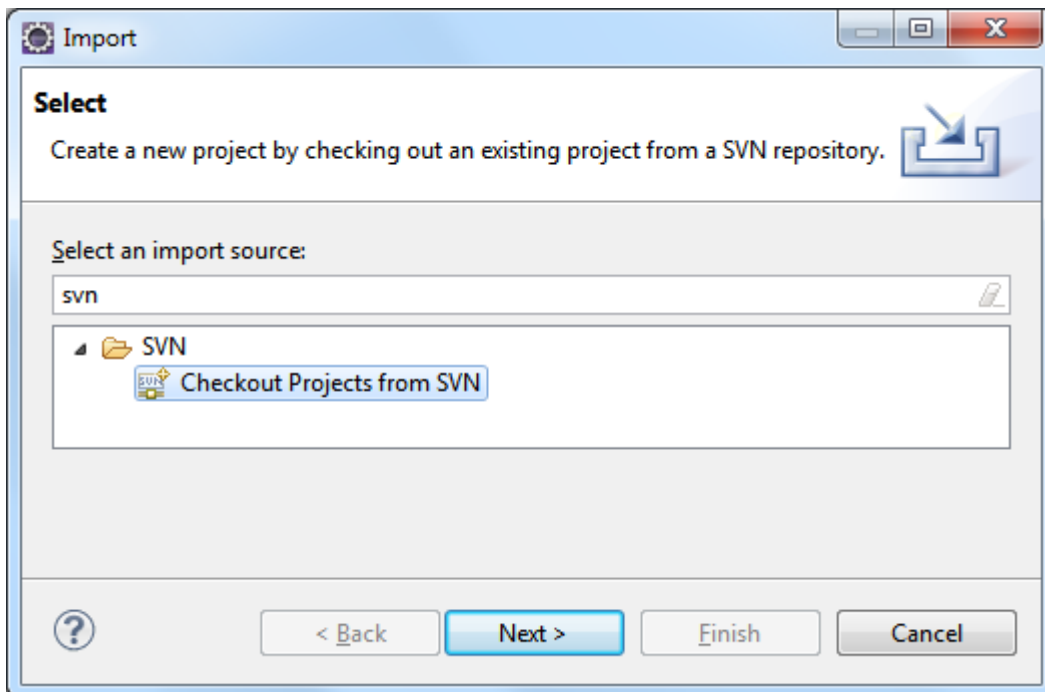 Import
Select
Create a new project by checking out an existing project from a SVN repository.
Select an import source:
svn
SVN
Checkout Projects from SVN
< Back Next > Finish Cancel